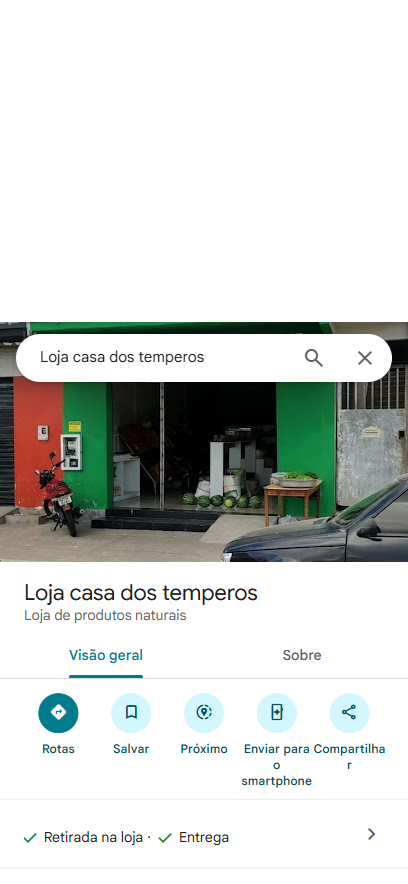 Loja casa dos temperos
Loja casa dos temperos
Loja de produtos naturais
Visão geral
Sobre
Rotas
Salvar
Próximo
Enviar para o smartphone
Compartilhar
Retirada na loja · Entrega